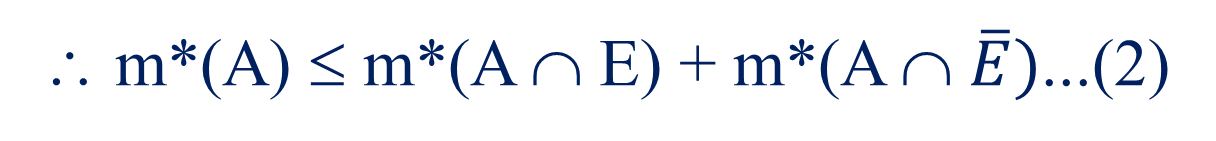 ∴ m*(A) ≤ m*(A ∩ E) + m*(A ∩ Ē)...(2)